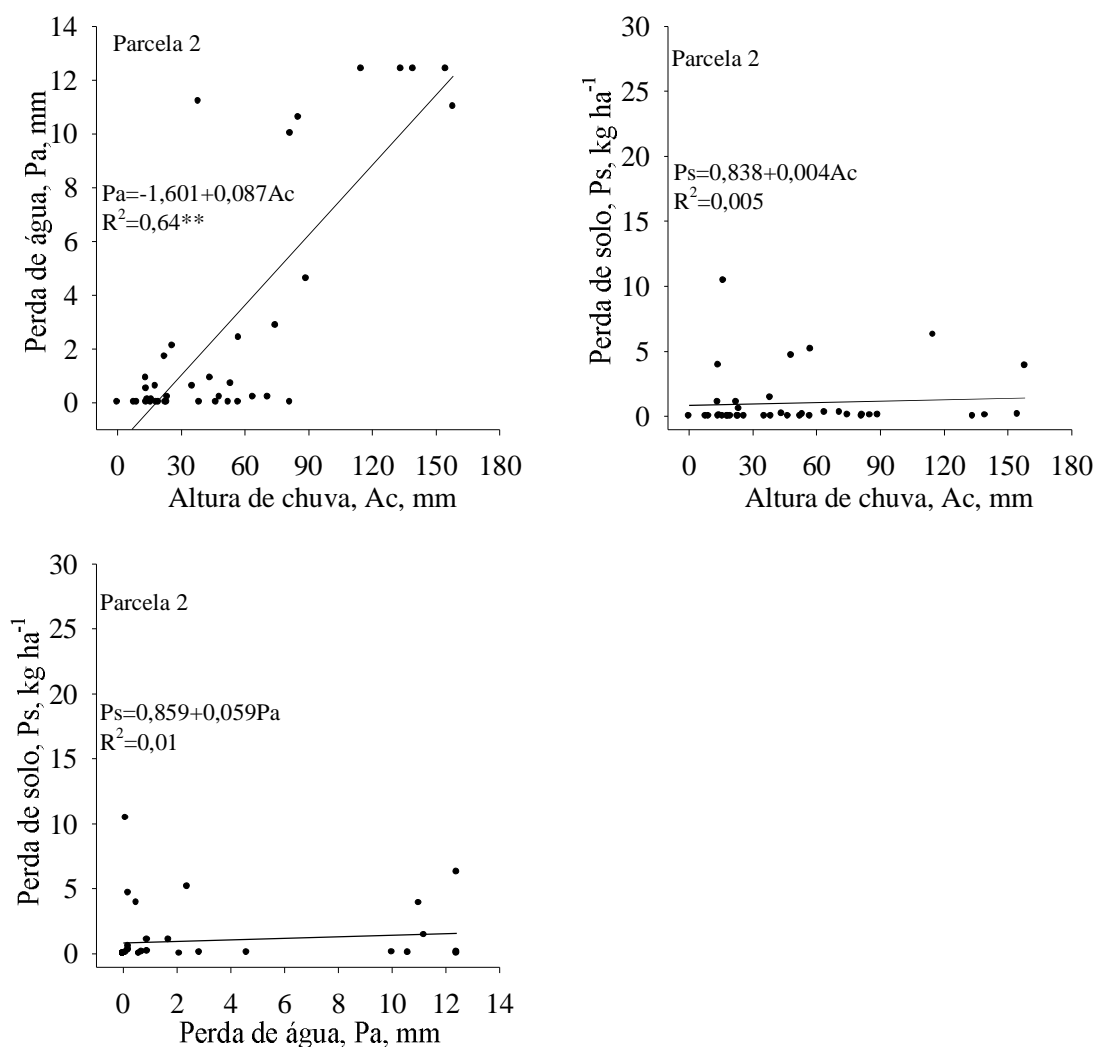 Parcela 2
Perda de água, Pa, mm
14
12
10
8
6
4
2
0
Pa=-1,601+0,087Ac
R²=0,64**
0 30 60 90 120 150 180
Altura de chuva, Ac, mm
Parcela 2
Perda de solo, Ps, kg ha⁻¹
30
25
20
15
10
5
0
Ps=0,838+0,004Ac
R²=0,005
0 30 60 90 120 150 180
Altura de chuva, Ac, mm
Parcela 2
Perda de solo, Ps, kg ha⁻¹
30
25
20
15
10
5
0
Ps=0,859+0,059Pa
R²=0,01
0 2 4 6 8 10 12 14
Perda de água, Pa, mm